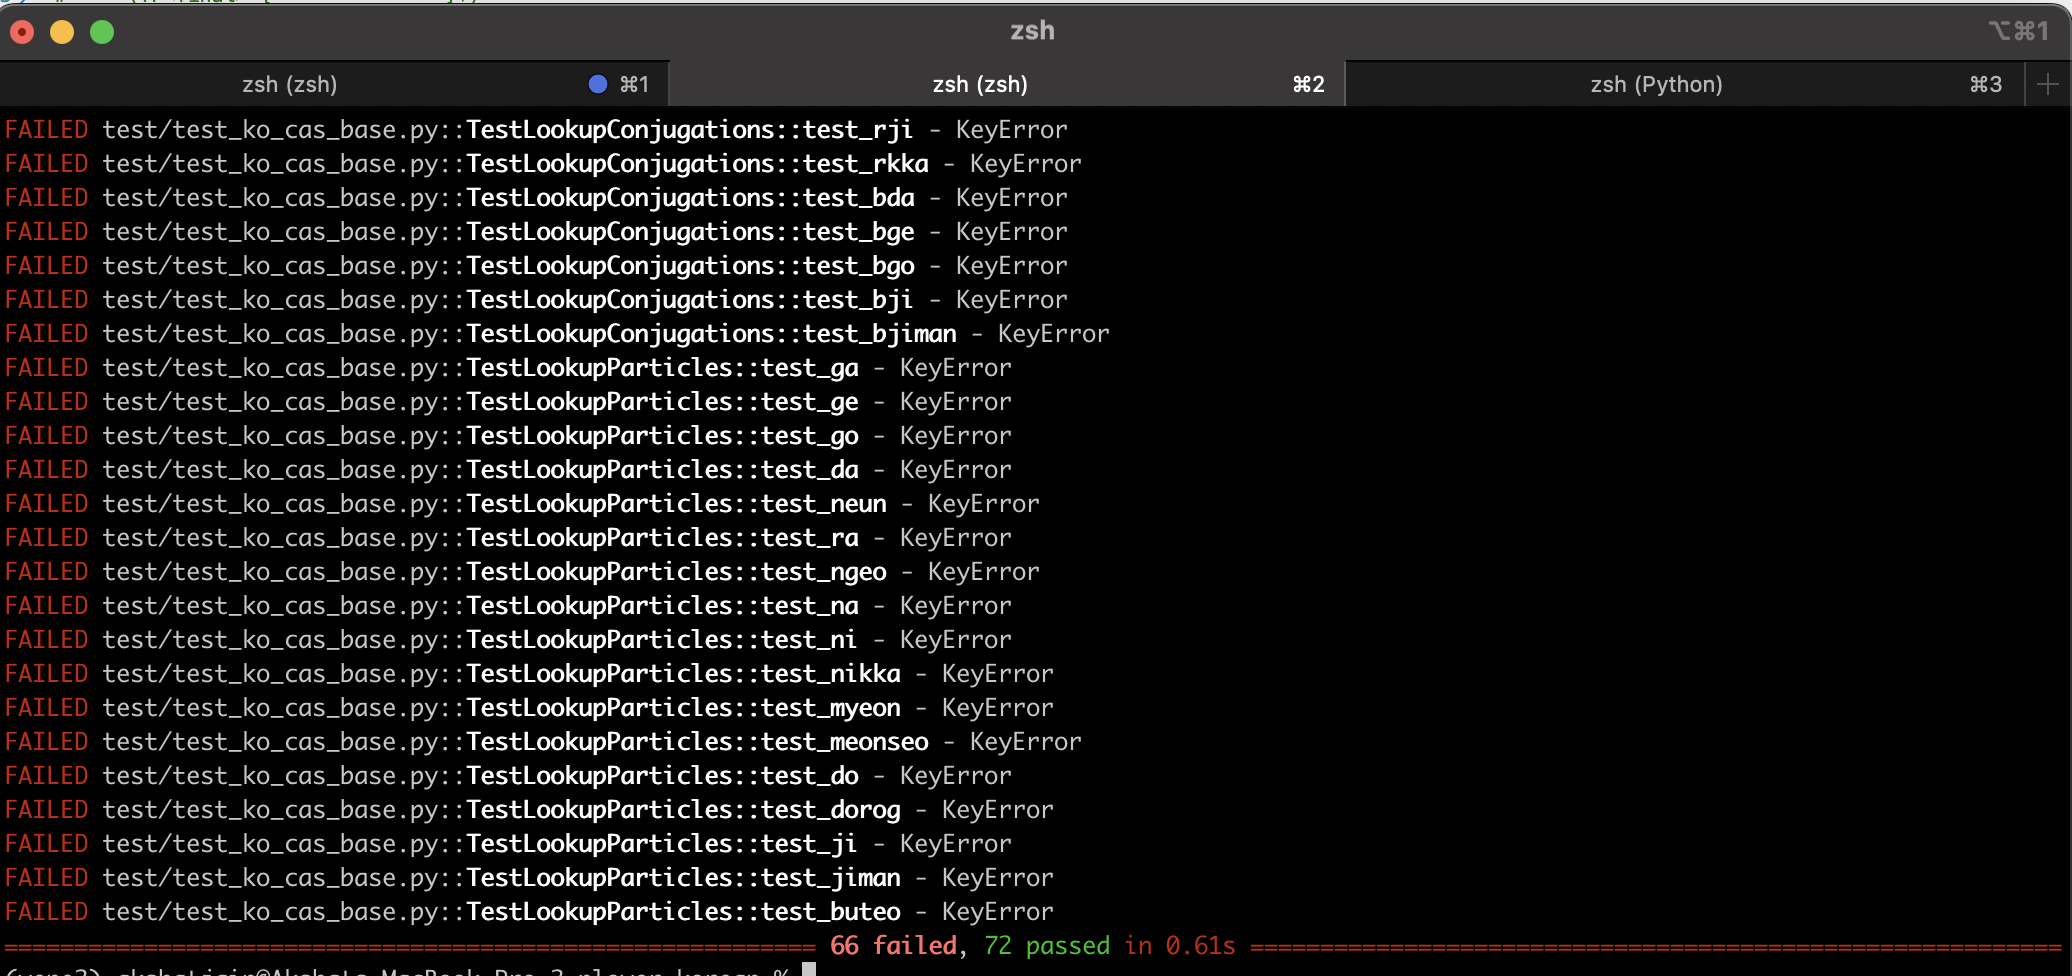 zsh
⌥⌘1
zsh (zsh) ⌘1 zsh (zsh) ⌘2 zsh (Python) ⌘3 +
FAILED test/test_ko_cas_base.py::TestLookupConjugations::test_rji - KeyError
FAILED test/test_ko_cas_base.py::TestLookupConjugations::test_rkka - KeyError
FAILED test/test_ko_cas_base.py::TestLookupConjugations::test_bda - KeyError
FAILED test/test_ko_cas_base.py::TestLookupConjugations::test_bge - KeyError
FAILED test/test_ko_cas_base.py::TestLookupConjugations::test_bgo - KeyError
FAILED test/test_ko_cas_base.py::TestLookupConjugations::test_bji - KeyError
FAILED test/test_ko_cas_base.py::TestLookupConjugations::test_bjiman - KeyError
FAILED test/test_ko_cas_base.py::TestLookupParticles::test_ga - KeyError
FAILED test/test_ko_cas_base.py::TestLookupParticles::test_ge - KeyError
FAILED test/test_ko_cas_base.py::TestLookupParticles::test_go - KeyError
FAILED test/test_ko_cas_base.py::TestLookupParticles::test_da - KeyError
FAILED test/test_ko_cas_base.py::TestLookupParticles::test_neun - KeyError
FAILED test/test_ko_cas_base.py::TestLookupParticles::test_ra - KeyError
FAILED test/test_ko_cas_base.py::TestLookupParticles::test_ngeo - KeyError
FAILED test/test_ko_cas_base.py::TestLookupParticles::test_na - KeyError
FAILED test/test_ko_cas_base.py::TestLookupParticles::test_ni - KeyError
FAILED test/test_ko_cas_base.py::TestLookupParticles::test_nikka - KeyError
FAILED test/test_ko_cas_base.py::TestLookupParticles::test_myeon - KeyError
FAILED test/test_ko_cas_base.py::TestLookupParticles::test_meonseo - KeyError
FAILED test/test_ko_cas_base.py::TestLookupParticles::test_do - KeyError
FAILED test/test_ko_cas_base.py::TestLookupParticles::test_dorog - KeyError
FAILED test/test_ko_cas_base.py::TestLookupParticles::test_ji - KeyError
FAILED test/test_ko_cas_base.py::TestLookupParticles::test_jiman - KeyError
FAILED test/test_ko_cas_base.py::TestLookupParticles::test_buteo - KeyError
66 failed, 72 passed in 0.61s